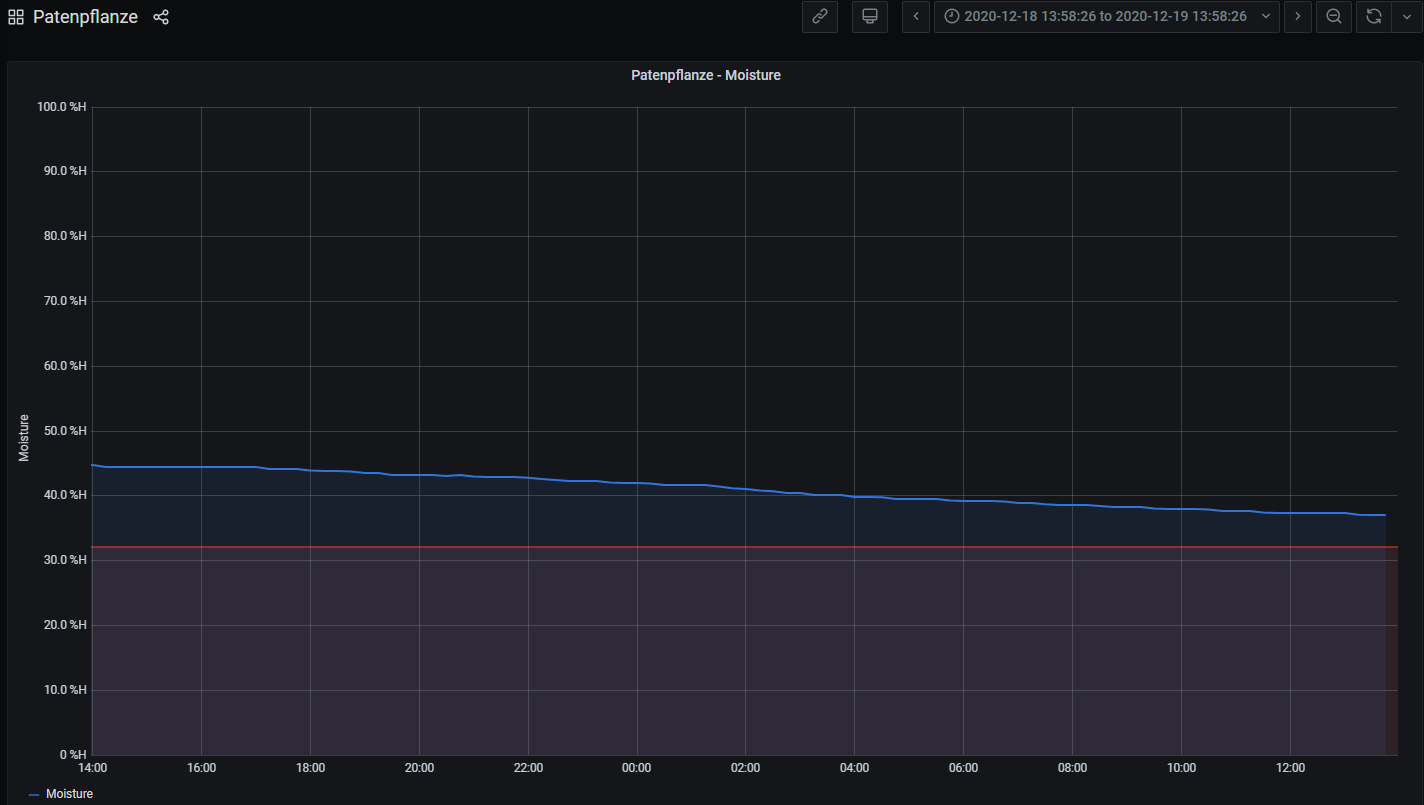 Patenpflanze
2020-12-18 13:58:26 to 2020-12-19 13:58:26
Patenpflanze - Moisture
100.0 %H
90.0 %H
80.0 %H
70.0 %H
60.0 %H
50.0 %H
40.0 %H
30.0 %H
20.0 %H
10.0 %H
0 %H
Moisture
14:00 16:00 18:00 20:00 22:00 00:00 02:00 04:00 06:00 08:00 10:00 12:00
Moisture